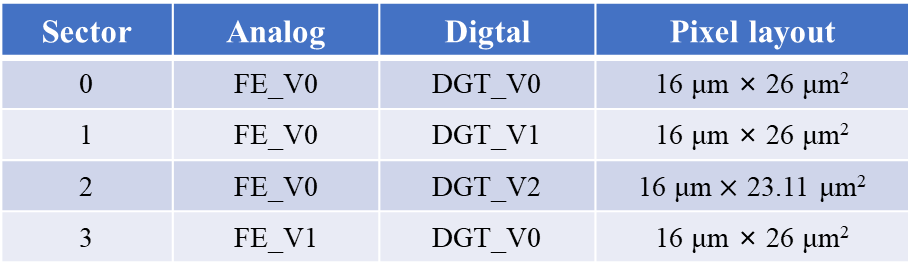 Sector Analog Digtal Pixel layout
0 FE_V0 DGT_V0 16 μm × 26 μm²
1 FE_V0 DGT_V1 16 μm × 26 μm²
2 FE_V0 DGT_V2 16 μm × 23.11 μm²
3 FE_V1 DGT_V0 16 μm × 26 μm²